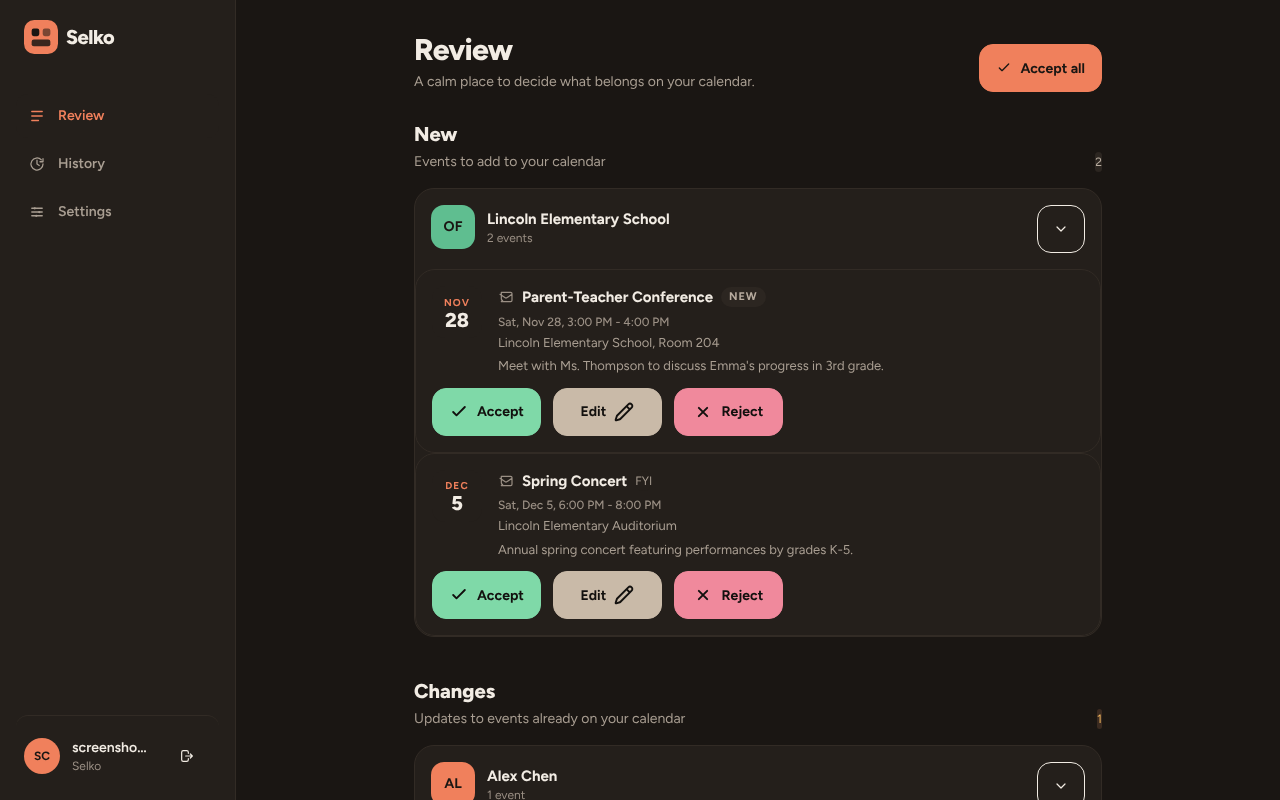 Selko
Review
History
Settings
SC
screensho...
Selko
Review
A calm place to decide what belongs on your calendar.
Accept all
New
Events to add to your calendar
2
OF
Lincoln Elementary School
2 events
NOV
28
Parent-Teacher Conference NEW
Sat, Nov 28, 3:00 PM - 4:00 PM
Lincoln Elementary School, Room 204
Meet with Ms. Thompson to discuss Emma's progress in 3rd grade.
Accept Edit Reject
DEC
5
Spring Concert FYI
Sat, Dec 5, 6:00 PM - 8:00 PM
Lincoln Elementary Auditorium
Annual spring concert featuring performances by grades K-5.
Accept Edit Reject
Changes
Updates to events already on your calendar
1
AL
Alex Chen
1 event